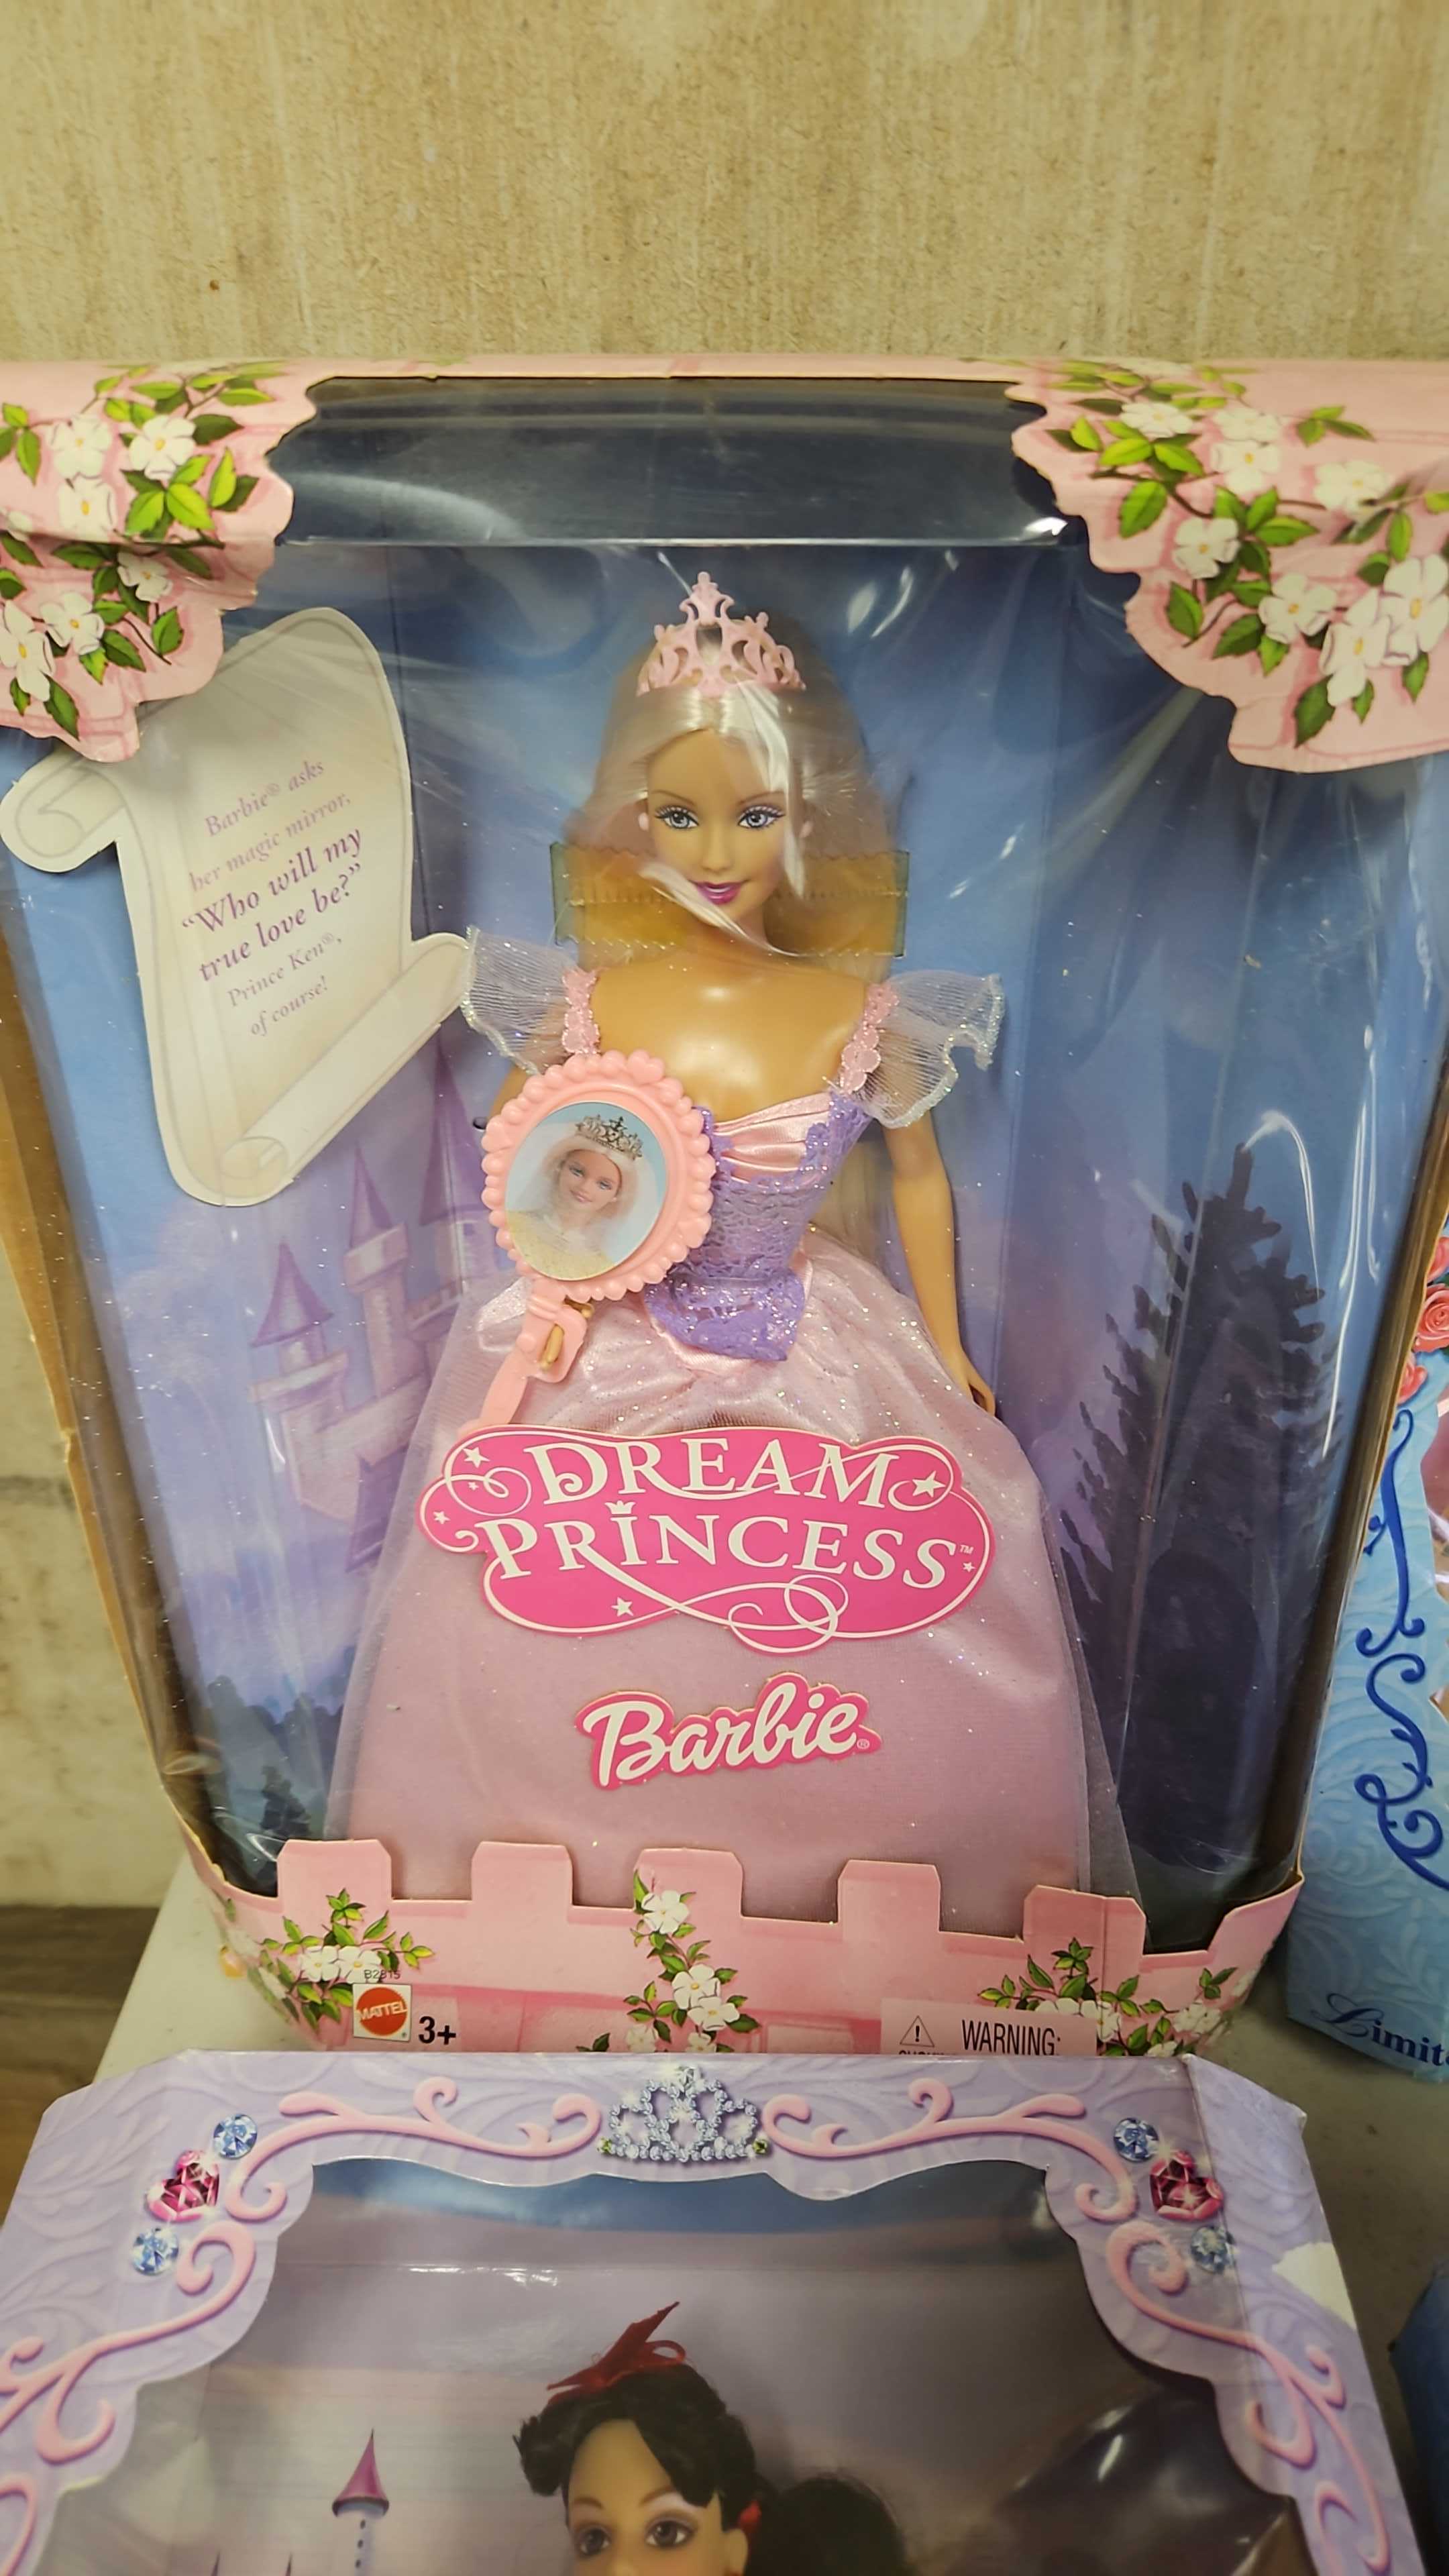 Barbie® asks
her magic mirror,
“Who will my
true love be?”
Prince Ken®,
of course!
DREAM
PRINCESS™
Barbie®
B2815
MATTEL
3+
WARNING: